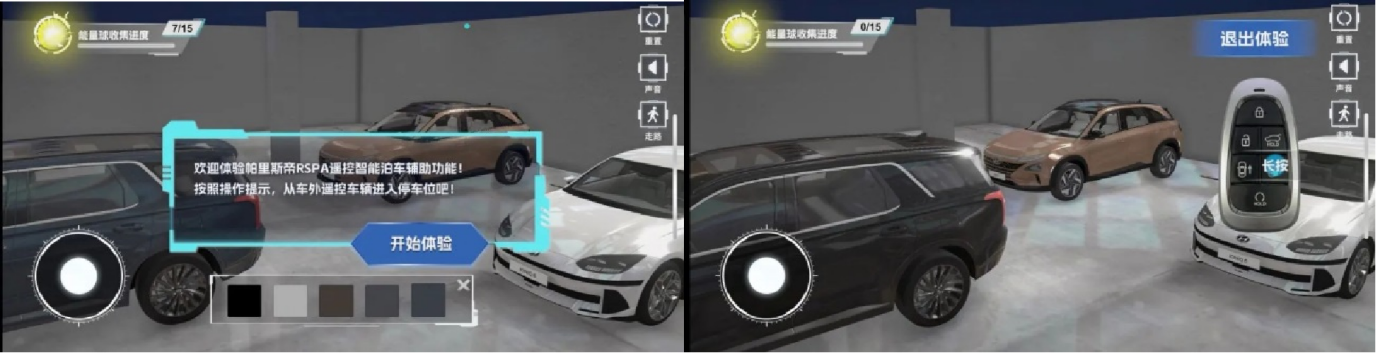 能量球收集进度
7/15
重置
声音
走路
欢迎体验帕里斯帝RSPA遥控智能泊车辅助功能!
按照操作提示，从车外遥控车辆进入停车位吧!
开始体验
能量球收集进度
0/15
退出体验
重置
声音
走路
HOLD
长按
HOLD